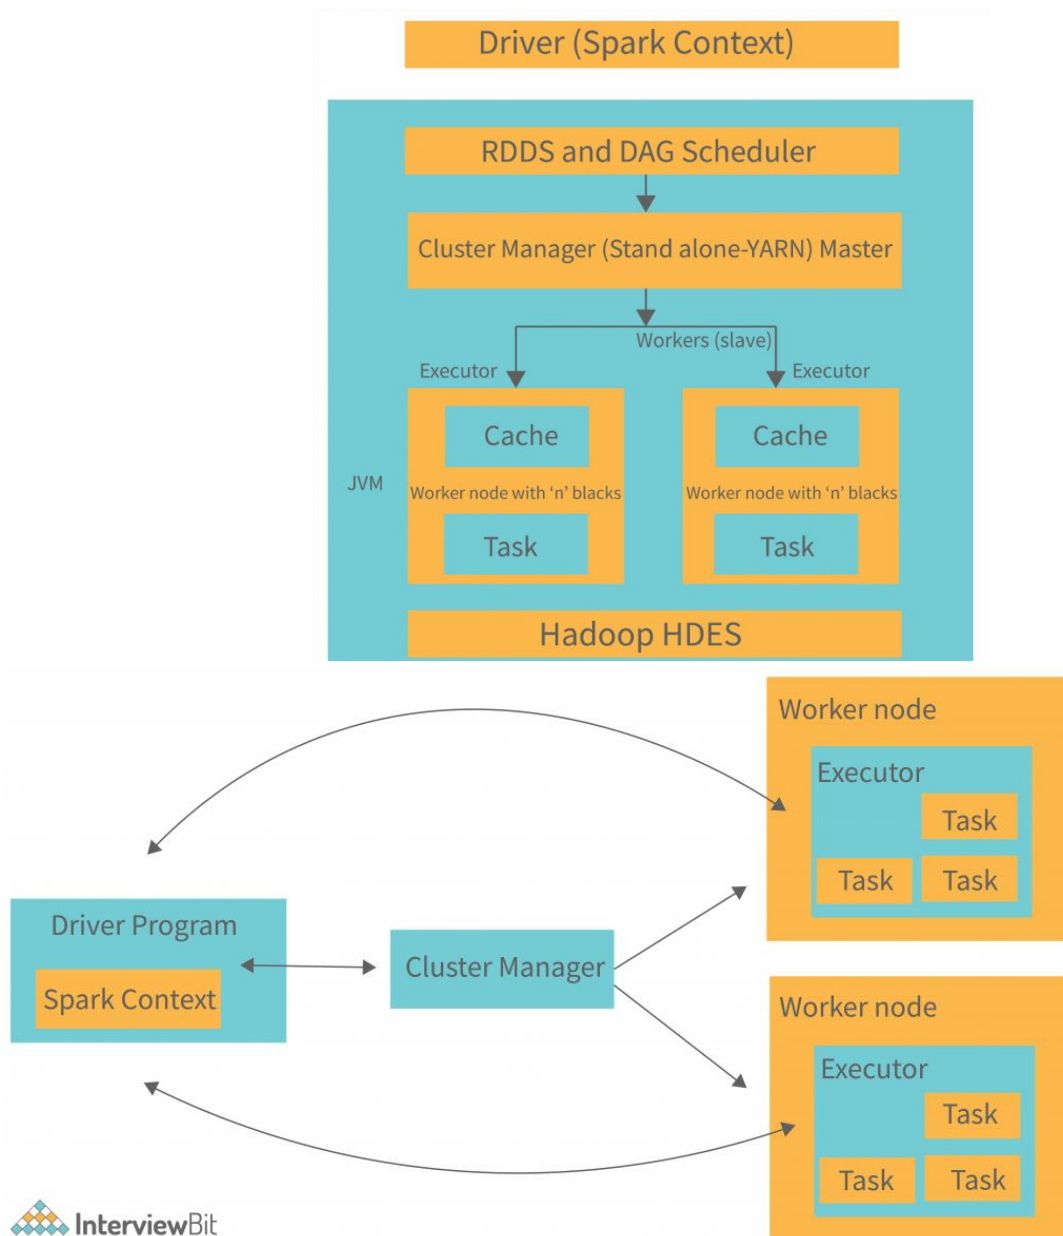 Driver (Spark Context)
RDDS and DAG Scheduler
Cluster Manager (Stand alone-YARN) Master
Workers (slave)
Executor
Executor
Cache
Cache
JVM
Worker node with ‘n’ blacks
Worker node with ‘n’ blacks
Task
Task
Hadoop HDES
Worker node
Executor
Task
Task
Task
Driver Program
Spark Context
Cluster Manager
Worker node
Executor
Task
Task
Task
InterviewBit